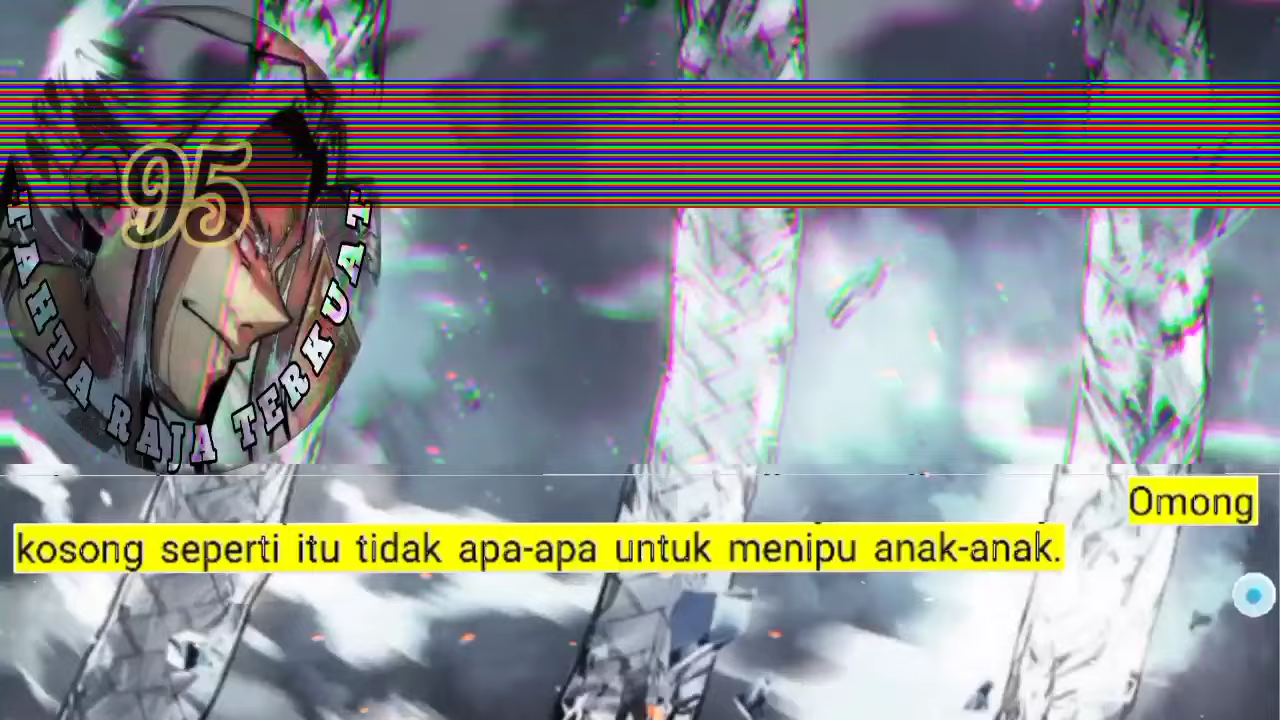 95
TAHTA RAJA TERKUAT
Omong
kosong seperti itu tidak apa-apa untuk menipu anak-anak.